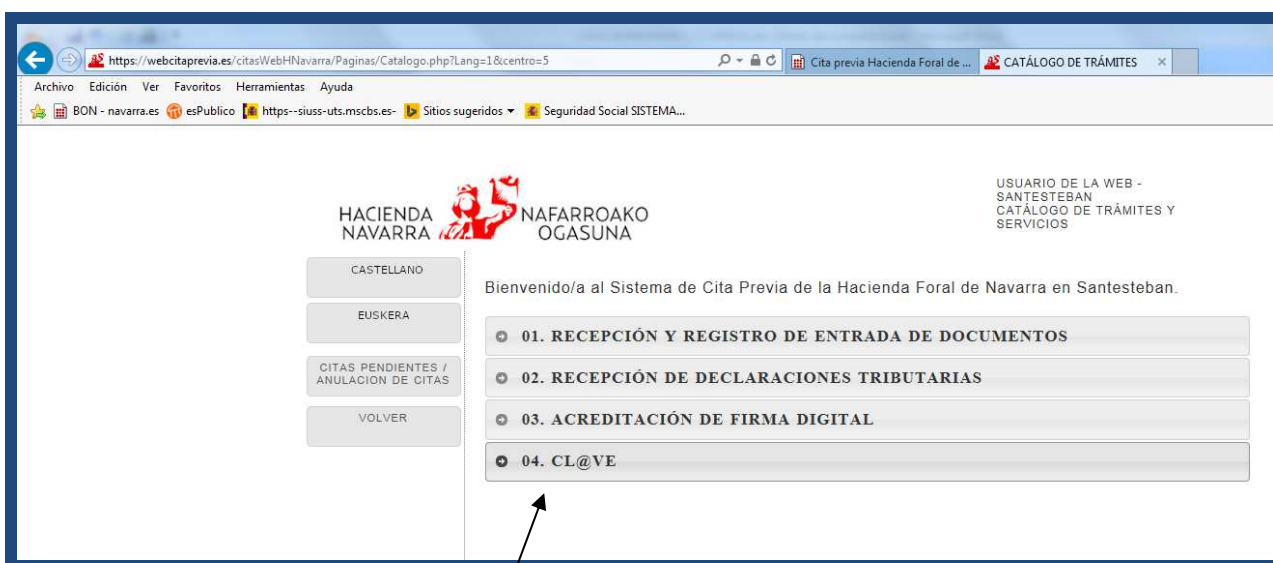 https://webcitaprevia.es/citasWebHNavarra/Paginas/Catalogo.php?Lang=1&centro=5
Cita previa Hacienda Foral de ...
CATÁLOGO DE TRÁMITES
Archivo Edición Ver Favoritos Herramientas Ayuda
BON - navarra.es esPublico https--siuss-uts.mscbs.es- Sitios sugeridos Seguridad Social SISTEMA...
HACIENDA NAFARROAKO
NAVARRA OGASUNA
USUARIO DE LA WEB -
SANTESTEBAN
CATÁLOGO DE TRÁMITES Y
SERVICIOS
CASTELLANO
EUSKERA
CITAS PENDIENTES /
ANULACION DE CITAS
VOLVER
Bienvenido/a al Sistema de Cita Previa de la Hacienda Foral de Navarra en Santesteban.
01. RECEPCIÓN Y REGISTRO DE ENTRADA DE DOCUMENTOS
02. RECEPCIÓN DE DECLARACIONES TRIBUTARIAS
03. ACREDITACIÓN DE FIRMA DIGITAL
04. CL@VE